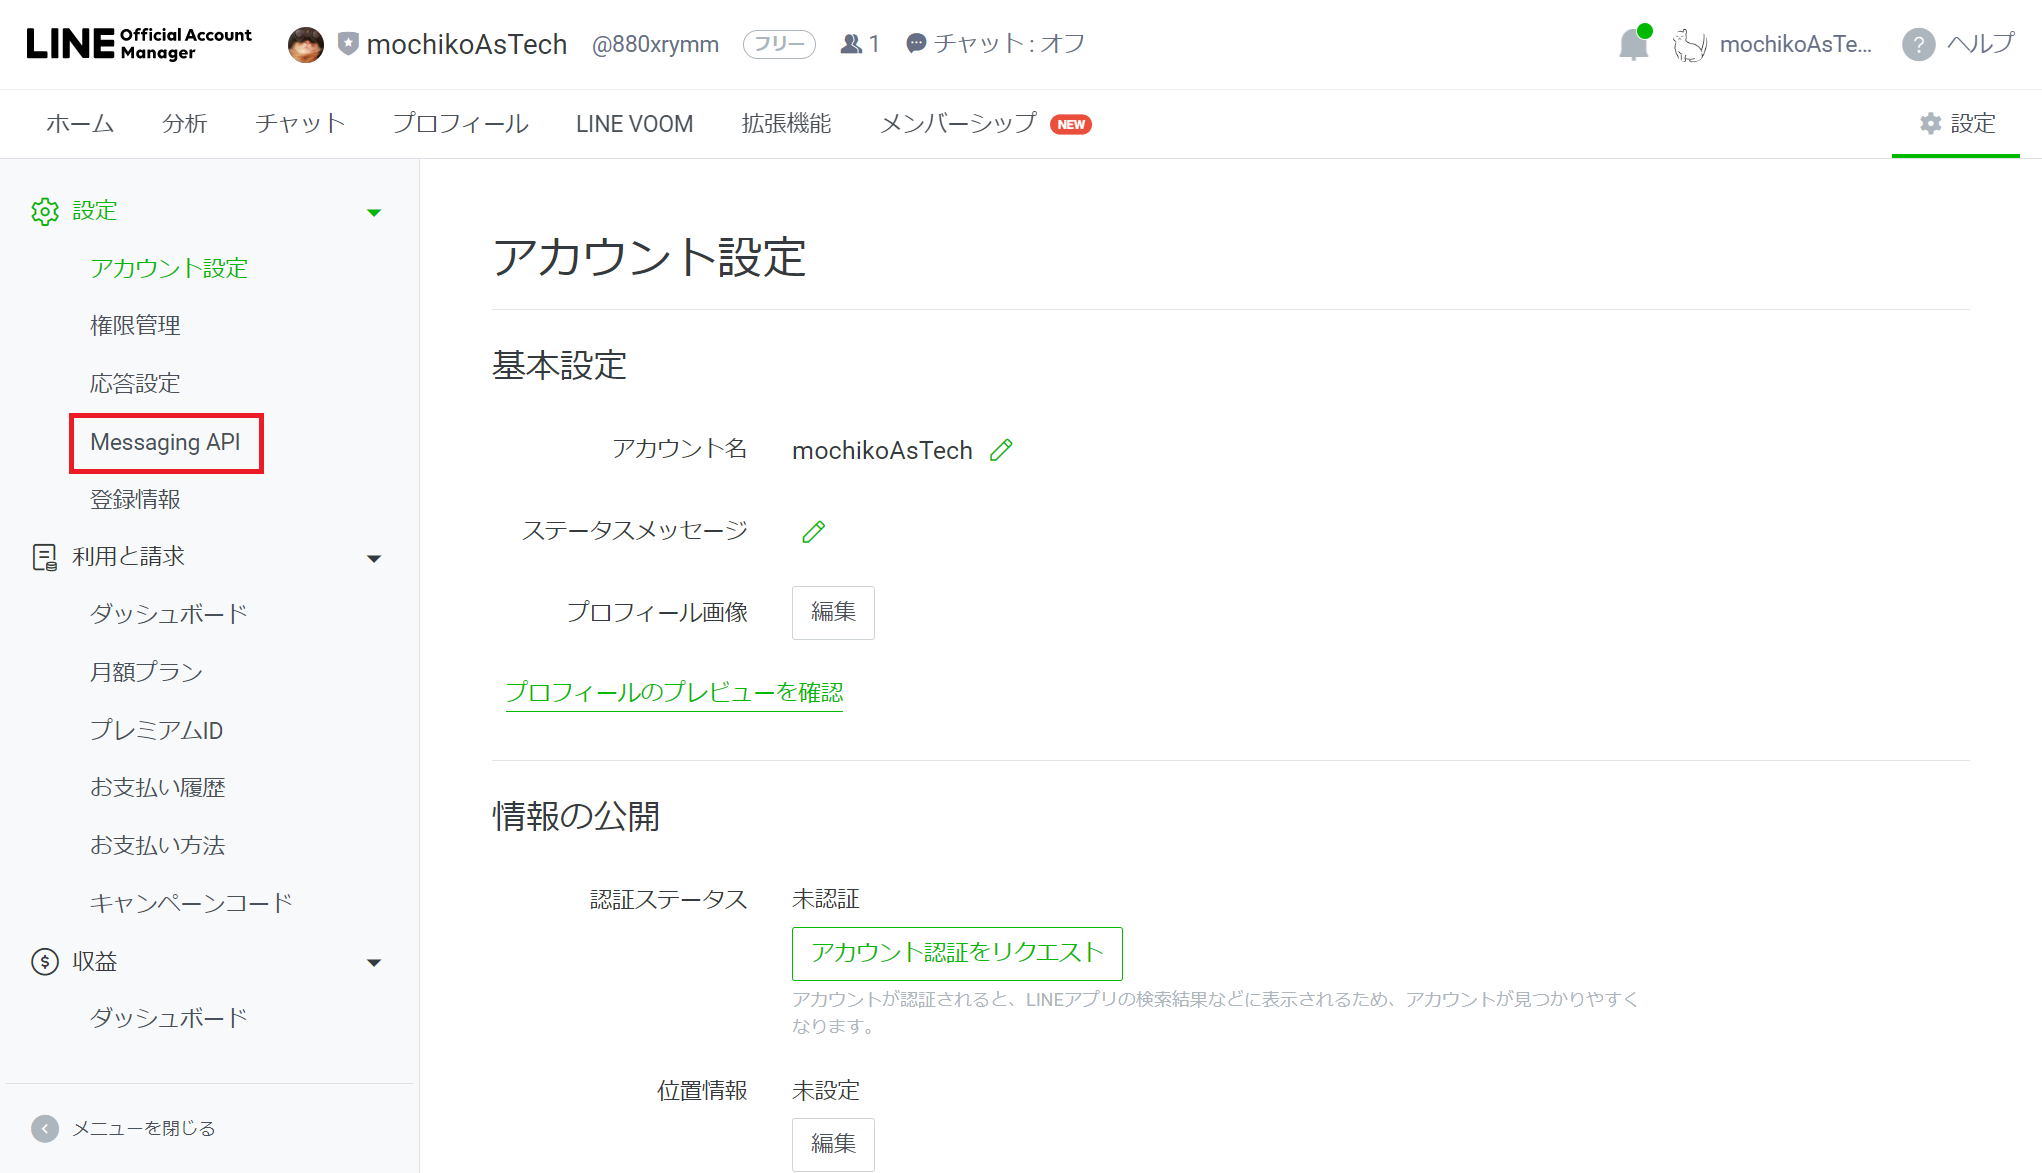 LINE Official Account Manager
mochikoAsTech @880xrymm フリー 1 チャット : オフ mochikoAsTe... ? ヘルプ
ホーム 分析 チャット プロフィール LINE VOOM 拡張機能 メンバーシップ NEW 設定
設定
アカウント設定
権限管理
応答設定
Messaging API
登録情報
利用と請求
ダッシュボード
月額プラン
プレミアムID
お支払い履歴
お支払い方法
キャンペーンコード
収益
ダッシュボード
メニューを閉じる
アカウント設定
基本設定
アカウント名 mochikoAsTech
ステータスメッセージ
プロフィール画像 編集
プロフィールのプレビューを確認
情報の公開
認証ステータス 未認証
アカウント認証をリクエスト
アカウントが認証されると、LINEアプリの検索結果などに表示されるため、アカウントが見つかりやすく
なります。
位置情報 未設定
編集